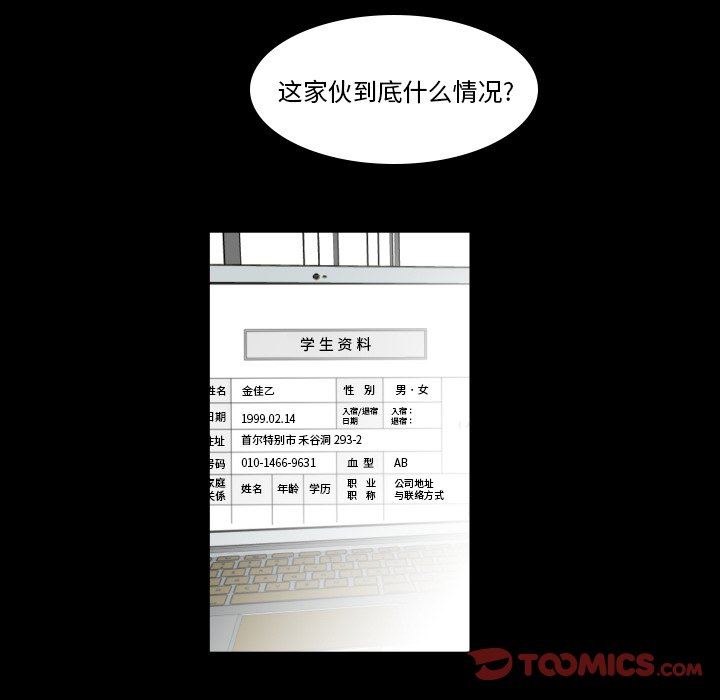 这家伙到底什么情况?
学生资料
姓名 金佳乙 性 别 男·女
日期 1999.02.14 入宿/退宿 入宿:
日期 退宿:
住址 首尔特别市 禾谷洞 293-2
号码 010-1466-9631 血 型 AB
家庭 姓名 年龄 学历 职 业 公司地址
关係 职 称 与联络方式
TOOMICS.COM